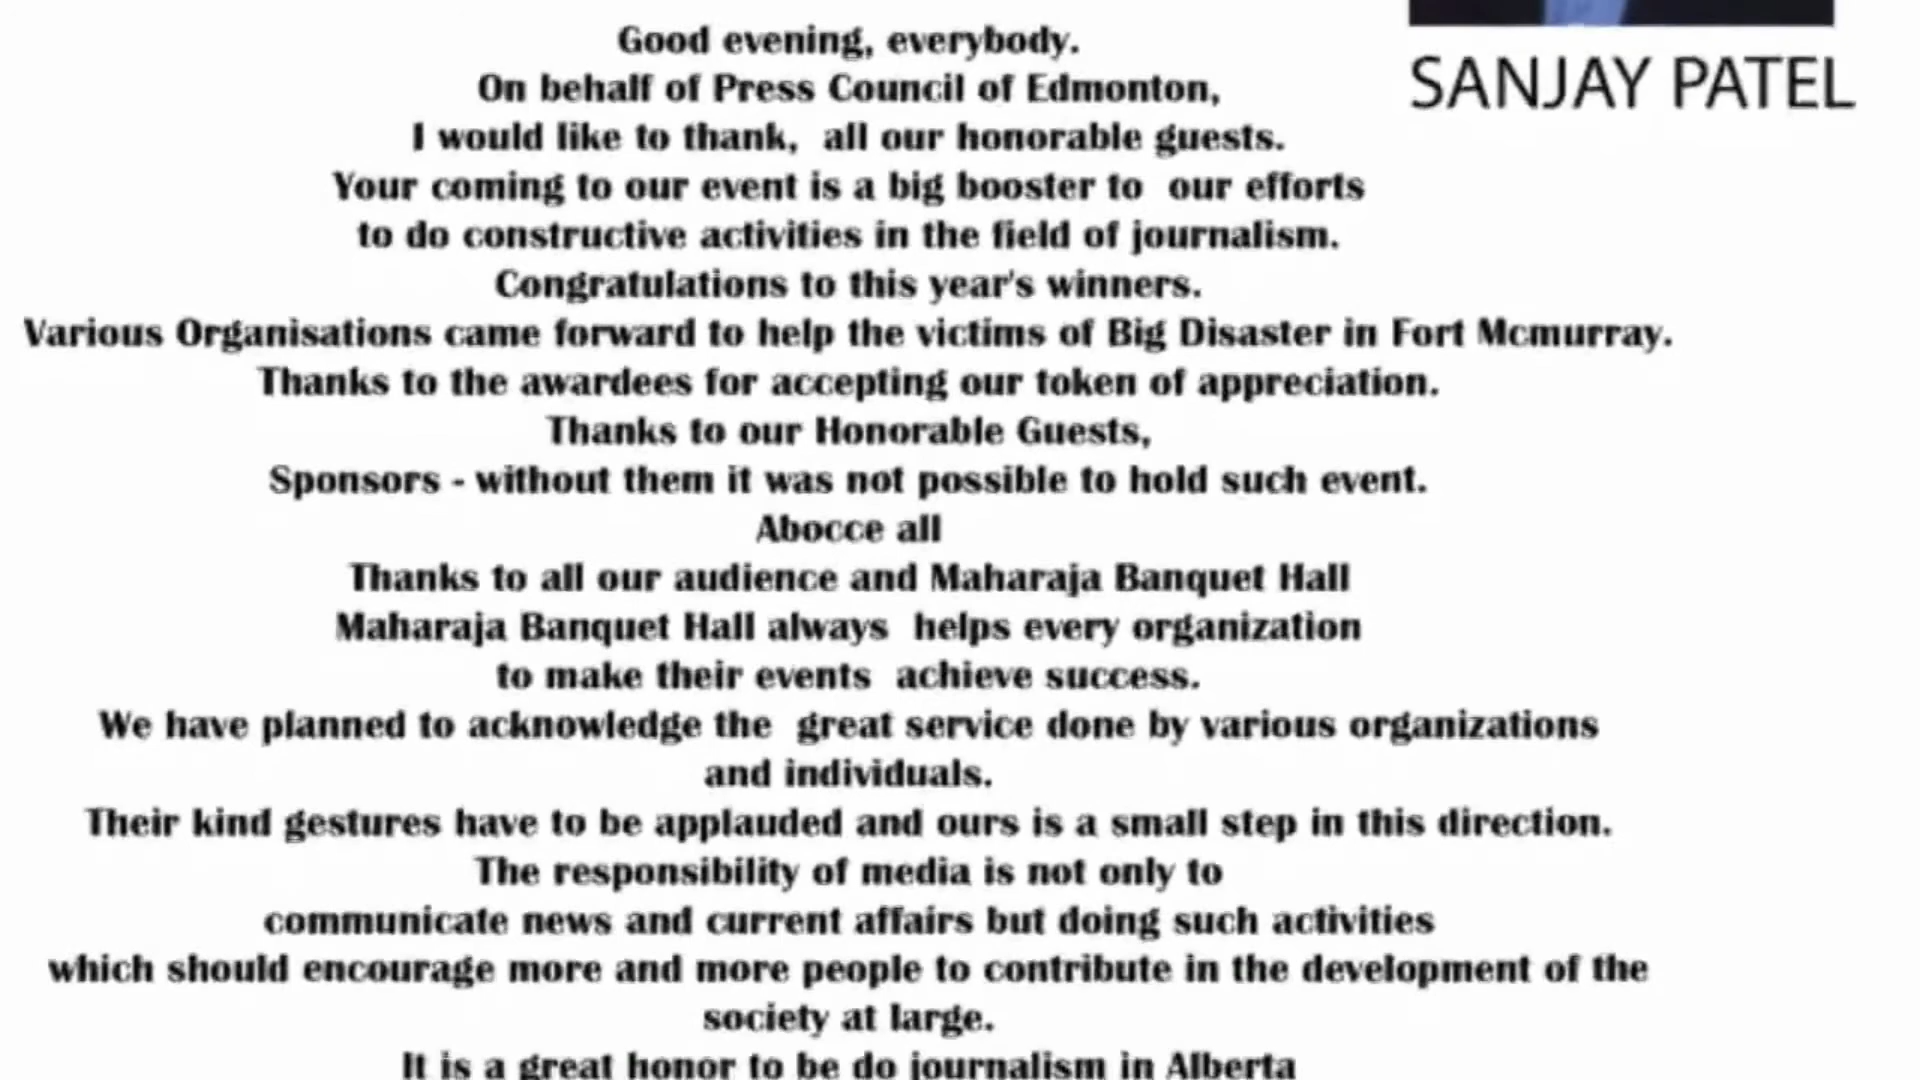 Good evening, everybody.
On behalf of Press Council of Edmonton,
SANJAY PATEL
I would like to thank,  all our honorable guests.
Your coming to our event is a big booster to  our efforts
to do constructive activities in the field of journalism.
Congratulations to this year's winners.
Various Organisations came forward to help the victims of Big Disaster in Fort Mcmurray.
Thanks to the awardees for accepting our token of appreciation.
Thanks to our Honorable Guests,
Sponsors - without them it was not possible to hold such event.
Abocce all
Thanks to all our audience and Maharaja Banquet Hall
Maharaja Banquet Hall always  helps every organization
to make their events  achieve success.
We have planned to acknowledge the  great service done by various organizations
and individuals.
Their kind gestures have to be applauded and ours is a small step in this direction.
The responsibility of media is not only to
communicate news and current affairs but doing such activities
which should encourage more and more people to contribute in the development of the
society at large.
It is a great honor to be do journalism in Alberta